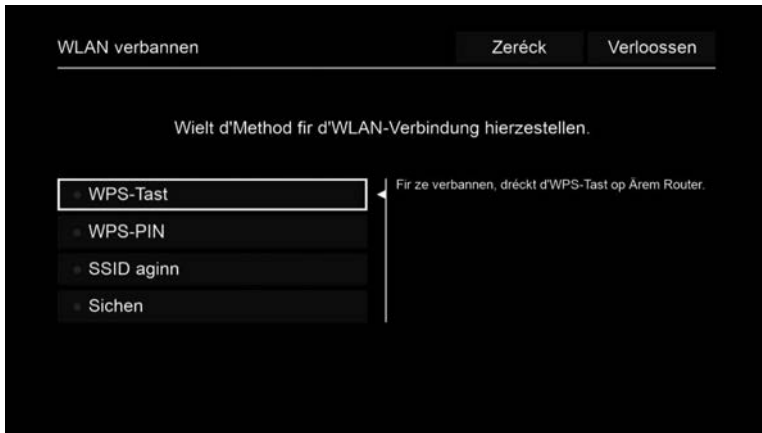 WLAN verbannen Zeréck Verloossen
Wielt d'Method fir d'WLAN-Verbindung hierzestellen.
WPS-Tast
Fir ze verbannen, dréckt d'WPS-Tast op Ärem Router.
WPS-PIN
SSID aginn
Sichen